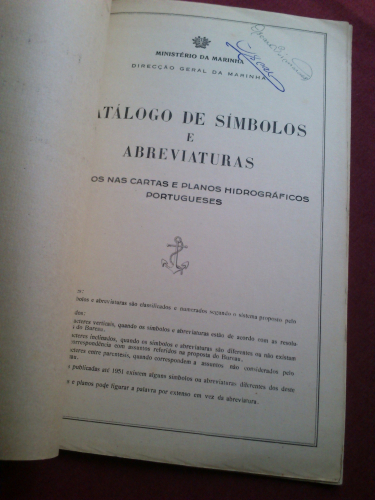 MINISTÉRIO DA MARINHA
DIRECÇÃO GERAL DA MARINHA
ATÁLOGO DE SÍMBOLOS
E
ABREVIATURAS
OS NAS CARTAS E PLANOS HIDROGRÁFICOS
PORTUGUESES
bolos e abreviaturas são classificados e numerados segundo o sistema proposto pelo
dos:
acteres verticais, quando os símbolos e abreviaturas estão de acordo com as resolu
do Bureau.
acteres inclinados, quando os símbolos e abreviaturas são diferentes ou não existem
correspondência com assuntos referidos na proposta do Bureau.
acteres entre parentesis, quando correspondem a assuntos não considerados pelo
publicadas até 1951 existem alguns símbolos ou abreviaturas diferentes dos deste
s e planos pode figurar a palavra por extenso em vez da abreviatura.